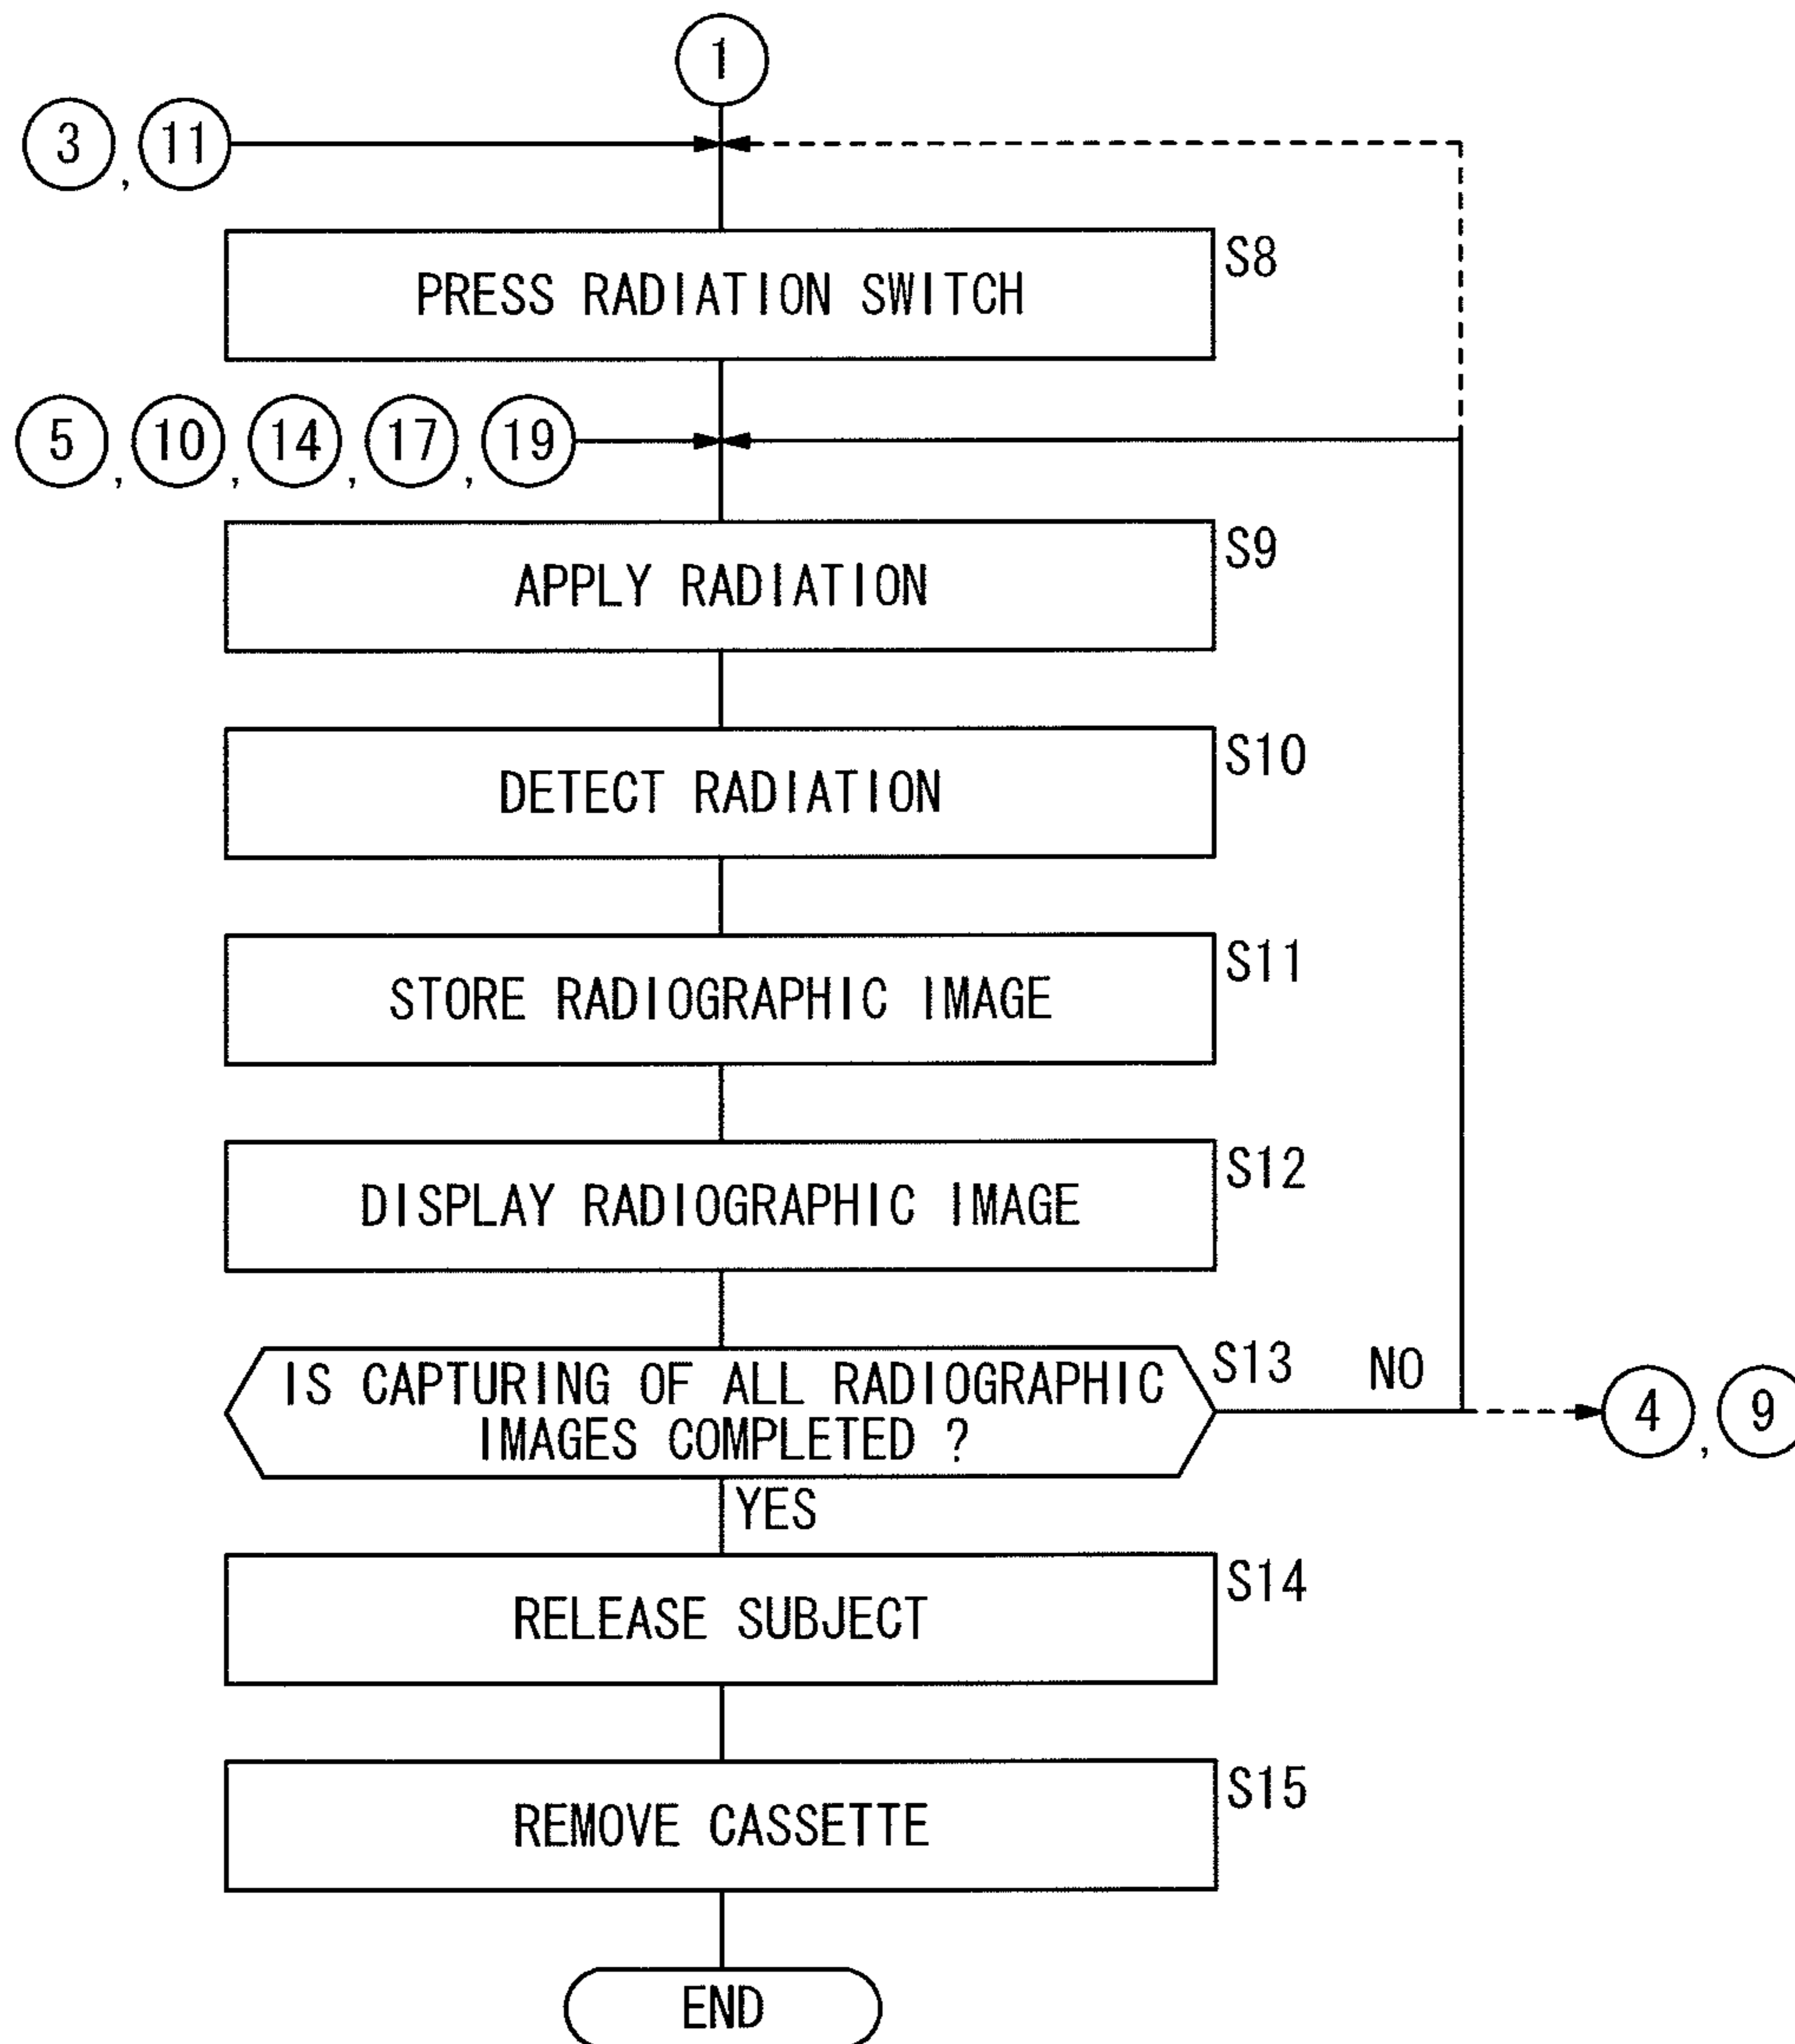 1
3, 11
S8
PRESS RADIATION SWITCH
5, 10, 14, 17, 19
S9
APPLY RADIATION
S10
DETECT RADIATION
S11
STORE RADIOGRAPHIC IMAGE
S12
DISPLAY RADIOGRAPHIC IMAGE
S13
NO
IS CAPTURING OF ALL RADIOGRAPHIC
IMAGES COMPLETED ?
4, 9
YES
S14
RELEASE SUBJECT
S15
REMOVE CASSETTE
END